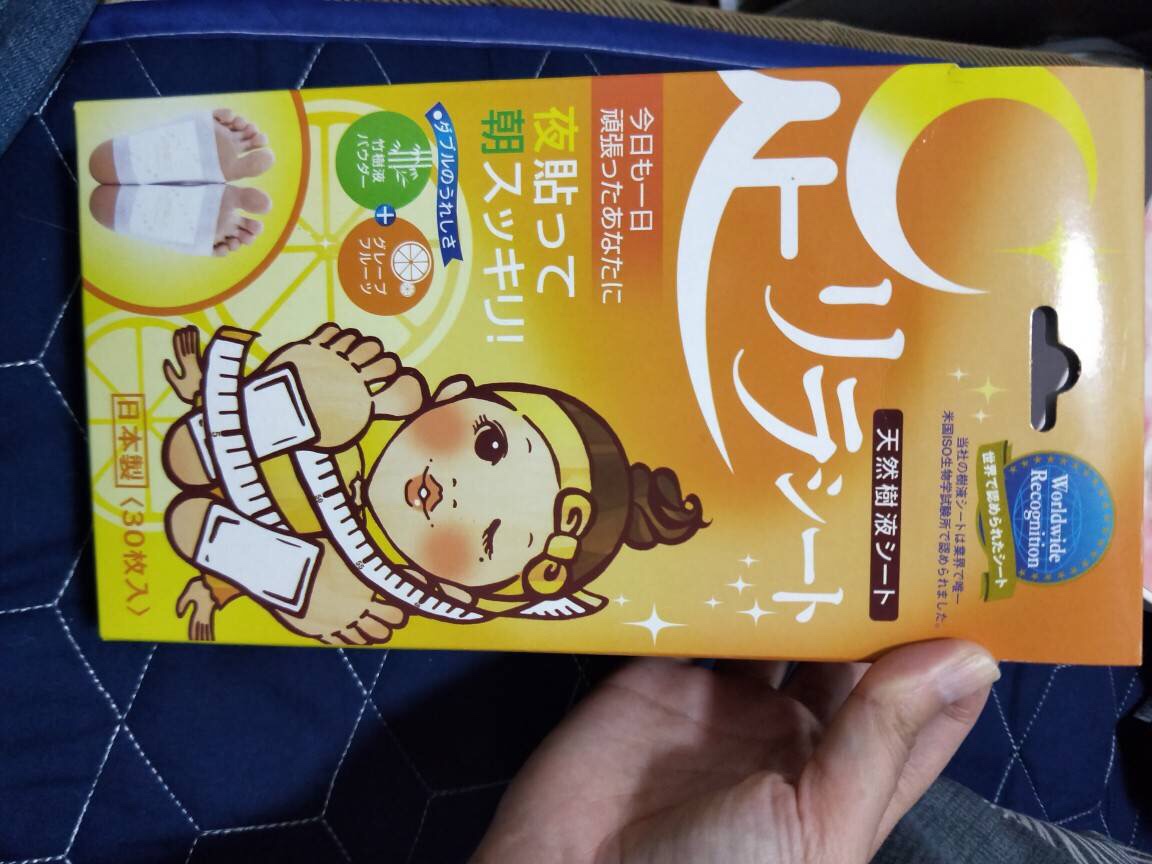 Worldwide
Recognition
世界で認められたシート
当社の樹液シートは業界で唯一
米国ISO生物学試験所で認められました。
足リラシート
天然樹液シート
今日も一日
頑張ったあなたに
夜貼って
朝スッキリ!
ダブルのうれしさ
竹樹液
パウダー
+
グレープ
フルーツ
日本製〈30枚入〉